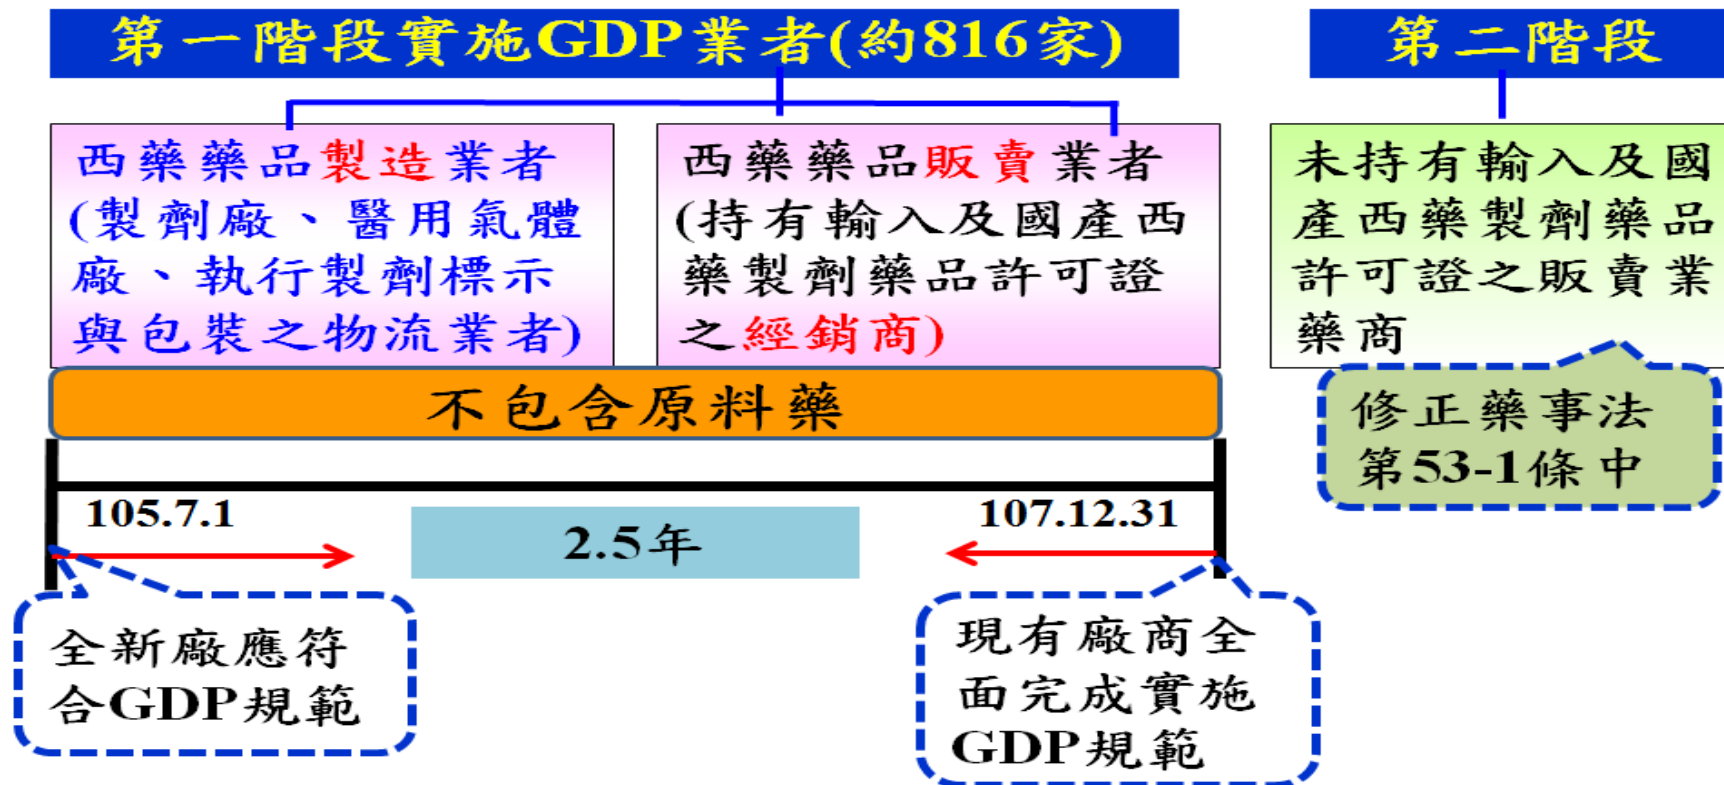 第一階段實施GDP業者(約816家)
第二階段
西藥藥品製造業者
(製劑廠、醫用氣體
廠、執行製劑標示
與包裝之物流業者)
西藥藥品販賣業者
(持有輸入及國產西
藥製劑藥品許可證
之經銷商)
未持有輸入及國
產西藥製劑藥品
許可證之販賣業
藥商
不包含原料藥
修正藥事法
第53-1條中
105.7.1
2.5年
107.12.31
全新廠應符
合GDP規範
現有廠商全
面完成實施
GDP規範